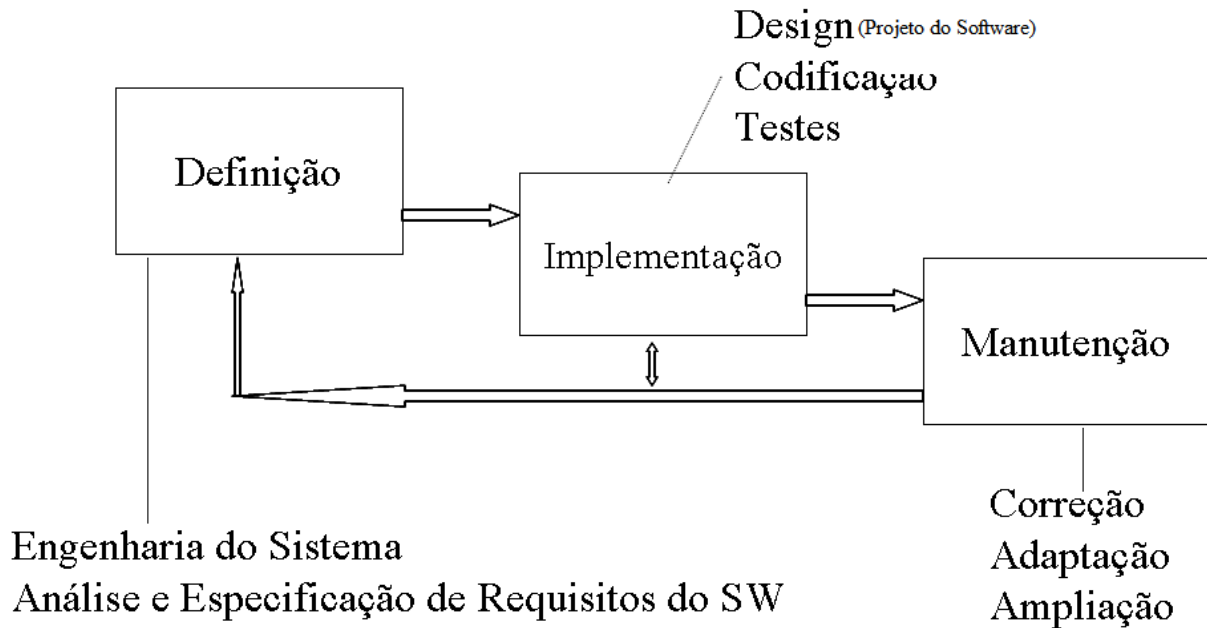 Design (Projeto do Software)
Codificação
Testes
Definição
Implementação
Manutenção
Engenharia do Sistema
Análise e Especificação de Requisitos do SW
Correção
Adaptação
Ampliação